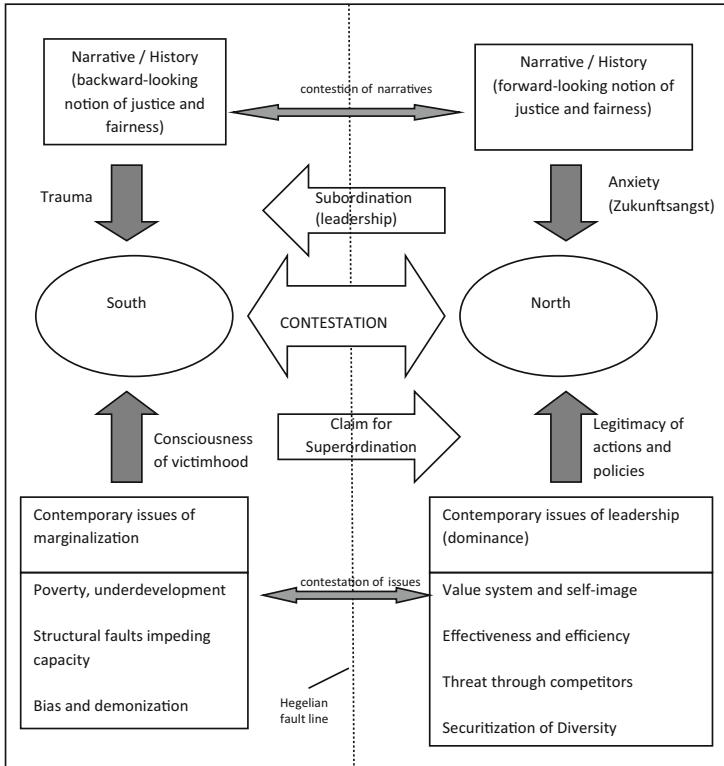 Narrative / History
(backward-looking
notion of justice and
fairness)
contestion of narratives
Narrative / History
(forward-looking notion of
justice and fairness)
Trauma
Subordination
(leadership)
Anxiety
(Zukunftsangst)
South
CONTESTATION
North
Consciousness
of victimhood
Claim for
Superordination
Legitimacy of
actions and
policies
Contemporary issues of
marginalization
Contemporary issues of leadership
(dominance)
Poverty, underdevelopment
Structural faults impeding
capacity
Bias and demonization
contestation of issues
Value system and self-image
Effectiveness and efficiency
Threat through competitors
Securitization of Diversity
Hegelian
fault line